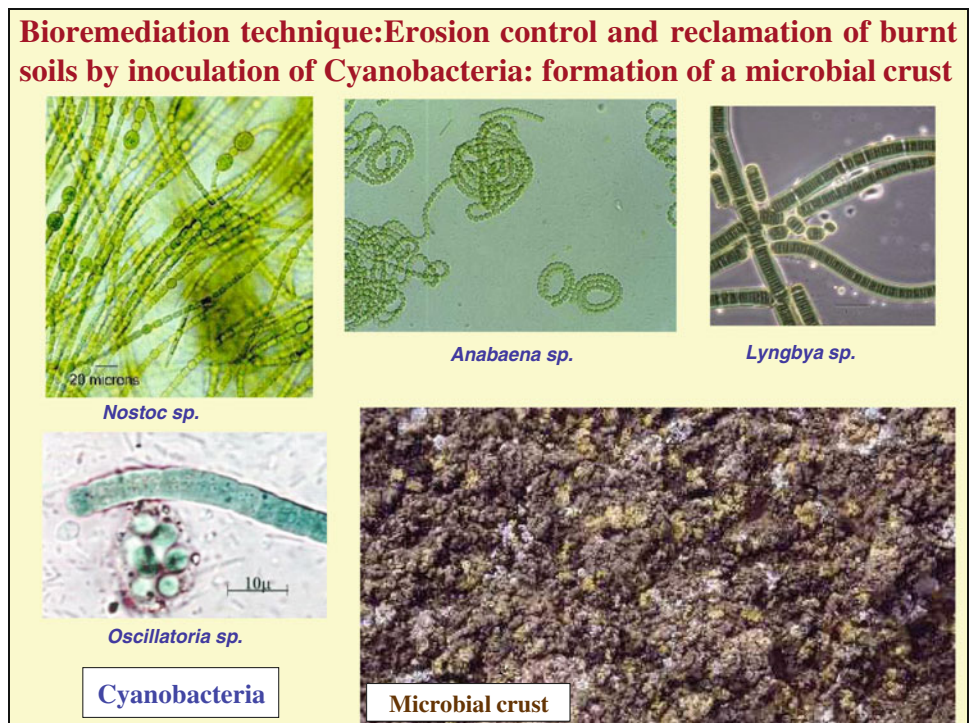 Bioremediation technique:Erosion control and reclamation of burnt
soils by inoculation of Cyanobacteria: formation of a microbial crust
20 microns
Nostoc sp.
Anabaena sp.
Lyngbya sp.
10µ
Oscillatoria sp.
Cyanobacteria
Microbial crust